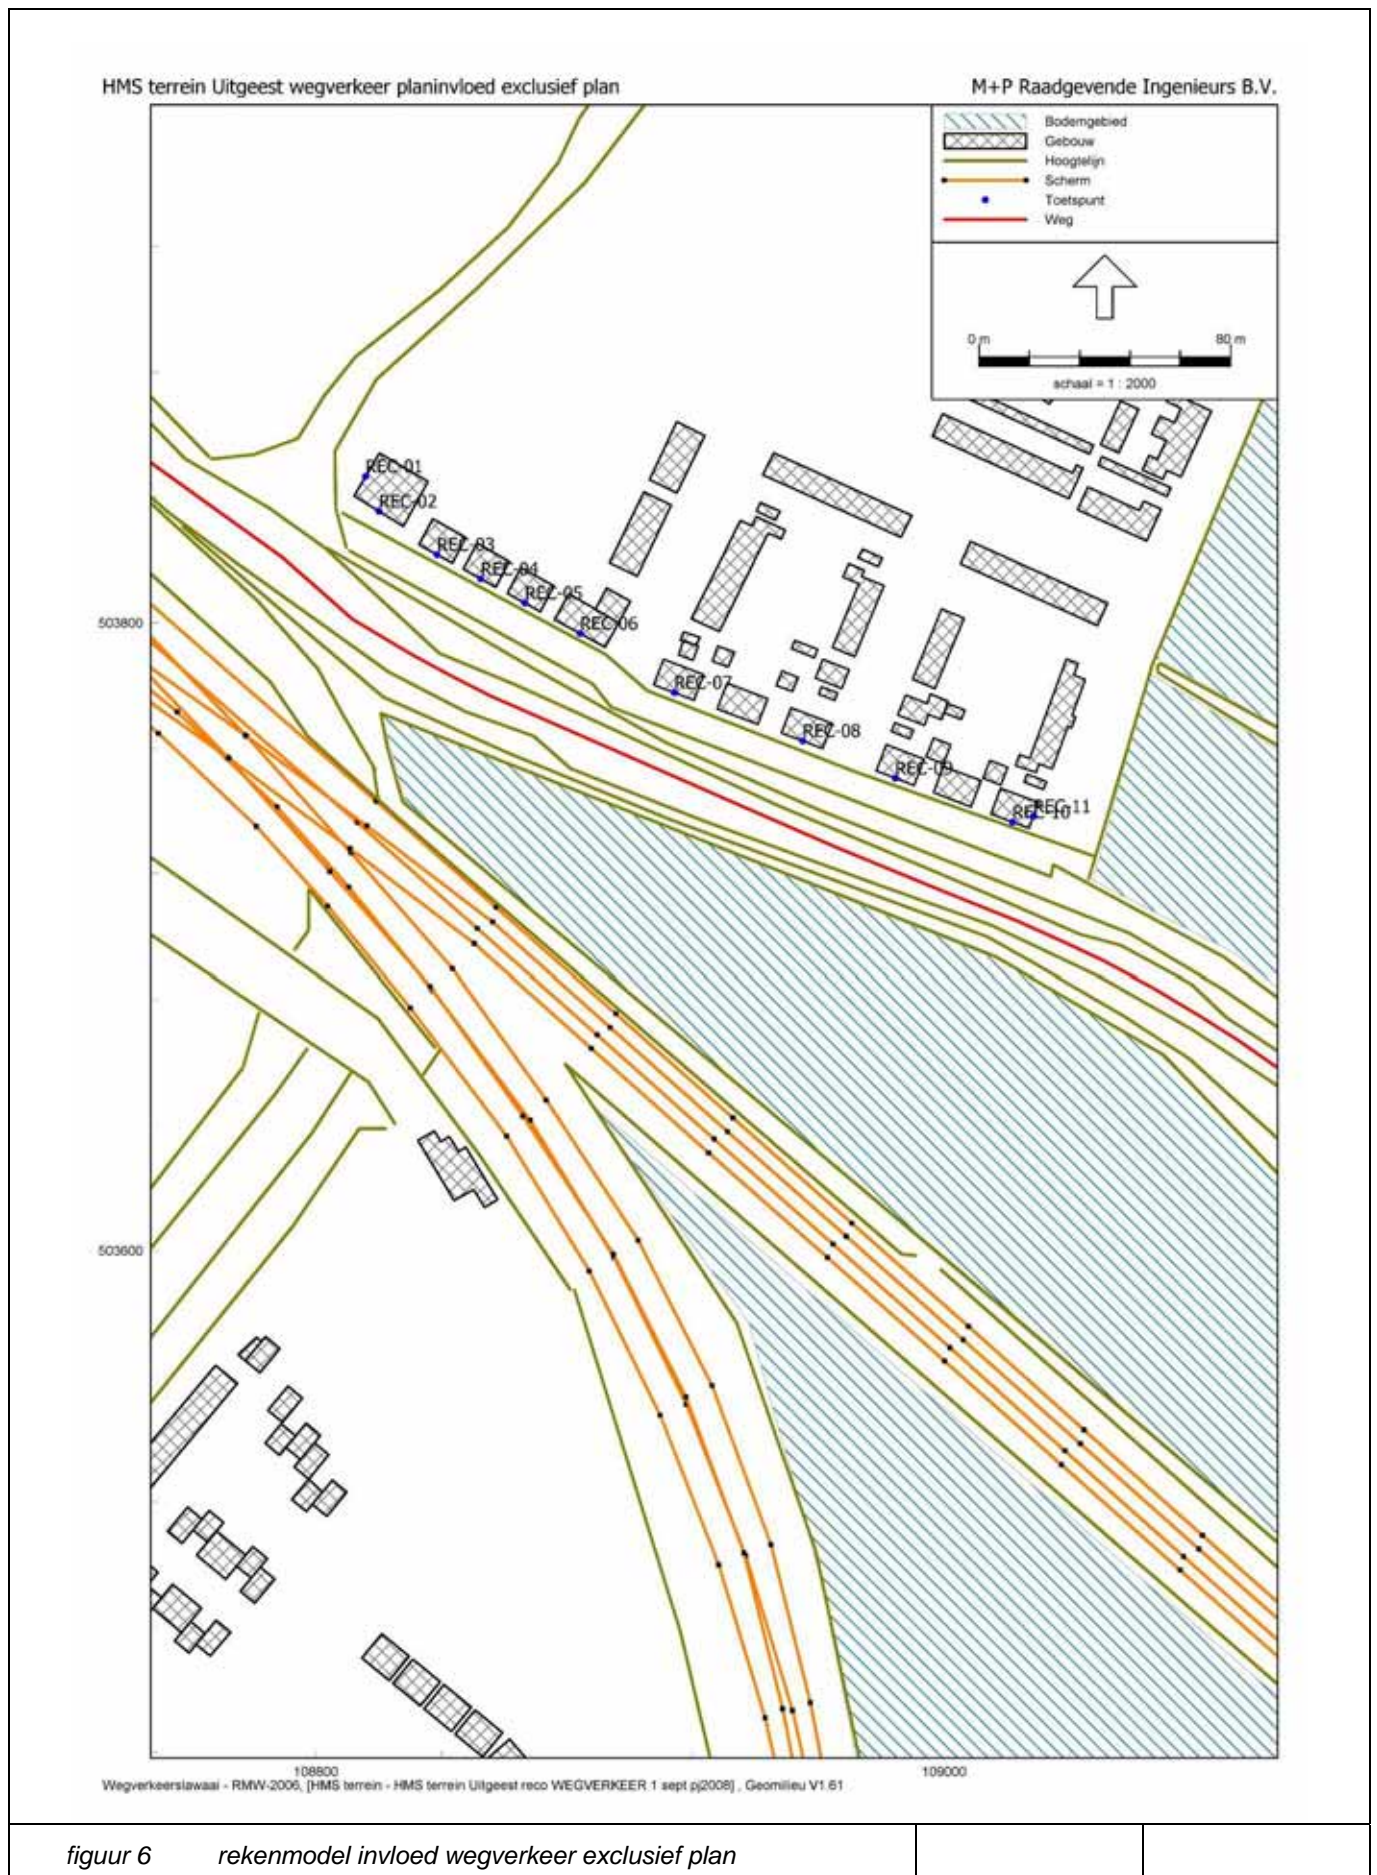 HMS terrein Uitgeest wegverkeer planinvloed exclusief plan
M+P Raadgevende Ingenieurs B.V.
Bodemgebied
Gebouw
Hoogtelijn
Scherm
Toetspunt
Weg
0 m
80 m
schaal = 1 : 2000
REC-01
REC-02
REC-03
REC-04
REC-05
REC-06
REC-07
REC-08
REC-09
REC-11
REC-10
503800
503600
108800
109000
Wegverkeerslawaai - RMW-2006, [HMS terrein - HMS terrein Uitgeest reco WEGVERKEER 1 sept pj2008] , Geomilieu V1.61
figuur 6 rekenmodel invloed wegverkeer exclusief plan